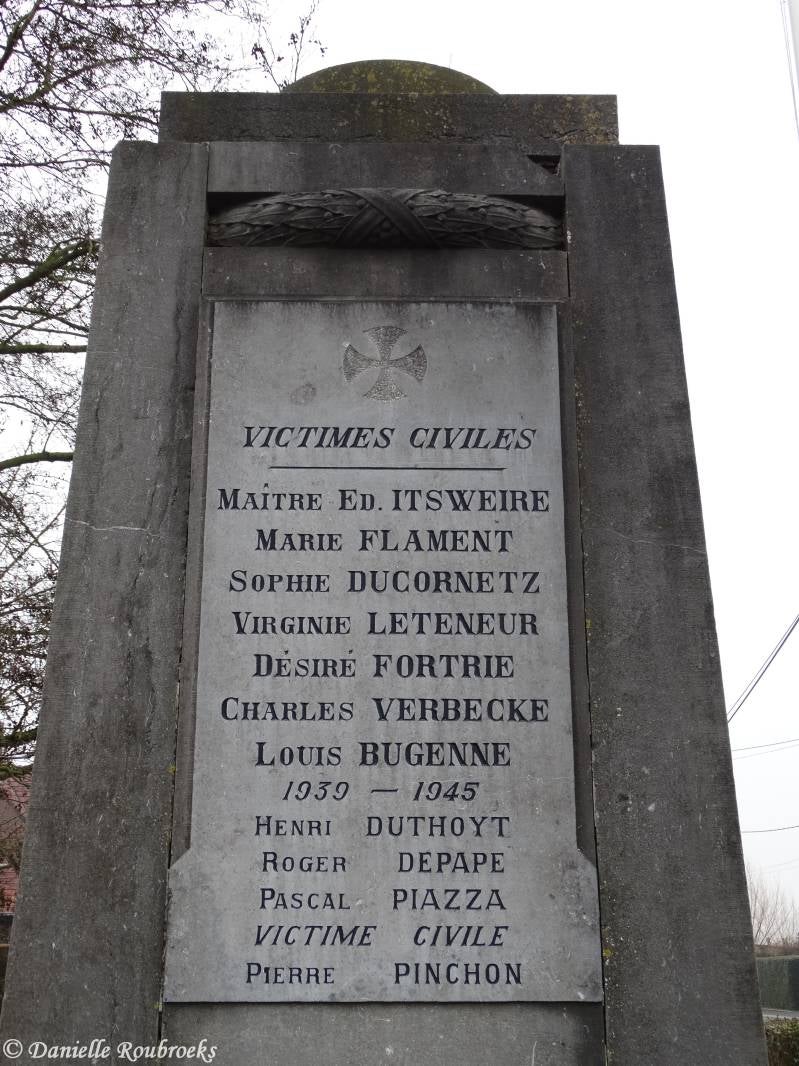 VICTIMES CIVILES
MAÎTRE ED. ITSWEIRE
MARIE FLAMENT
SOPHIE DUCORNETZ
VIRGINIE LETENEUR
DÉSIRÉ FORTRIE
CHARLES VERBECKE
LOUIS BUGENNE
1939 — 1945
HENRI DUTHOYT
ROGER DEPAPE
PASCAL PIAZZA
VICTIME CIVILE
PIERRE PINCHON
© Danielle Roubroeks